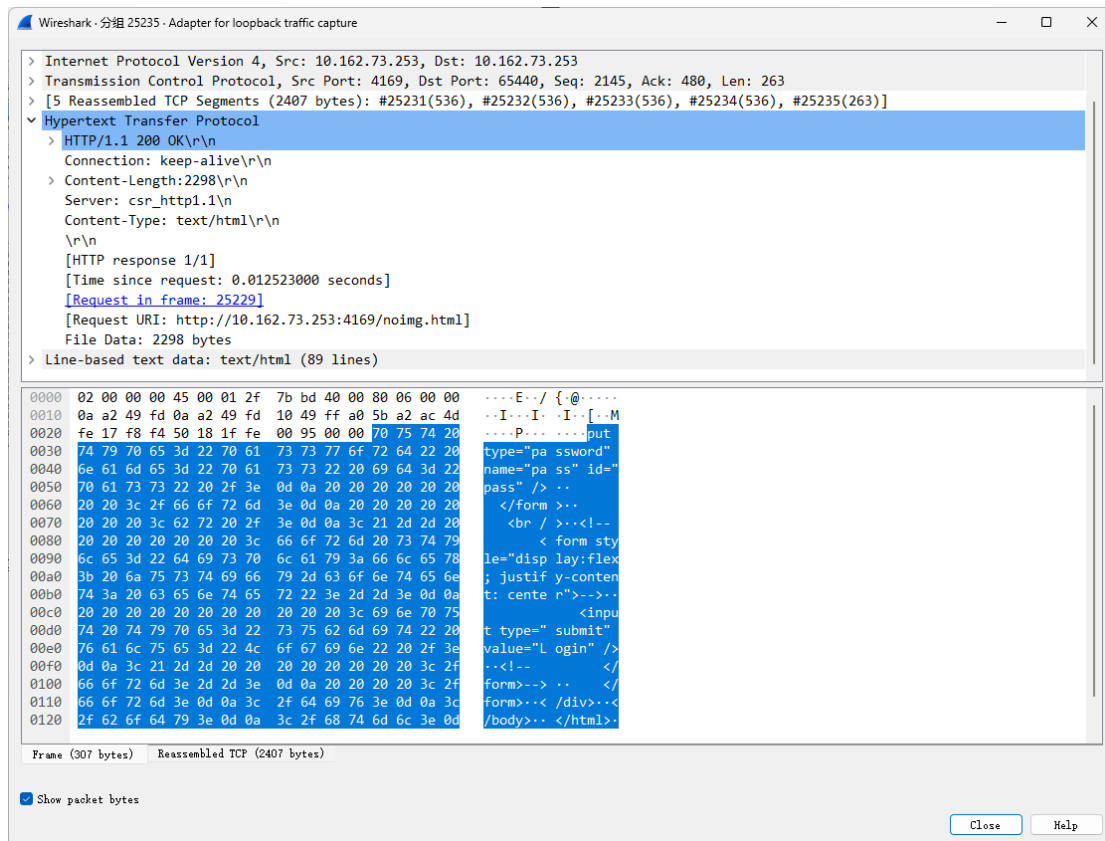 Wireshark · 分组 25235 · Adapter for loopback traffic capture
> Internet Protocol Version 4, Src: 10.162.73.253, Dst: 10.162.73.253
> Transmission Control Protocol, Src Port: 4169, Dst Port: 65440, Seq: 2145, Ack: 480, Len: 263
> [5 Reassembled TCP Segments (2407 bytes): #25231(536), #25232(536), #25233(536), #25234(536), #25235(263)]
Hypertext Transfer Protocol
> HTTP/1.1 200 OK\r\n
Connection: keep-alive\r\n
> Content-Length:2298\r\n
Server: csr_http1.1\n
Content-Type: text/html\r\n
\r\n
[HTTP response 1/1]
[Time since request: 0.012523000 seconds]
[Request in frame: 25229]
[Request URI: http://10.162.73.253:4169/noimg.html]
File Data: 2298 bytes
> Line-based text data: text/html (89 lines)
0000 02 00 00 00 45 00 01 2f 7b bd 40 00 80 06 00 00 ····E··/ {·@·····
0010 0a a2 49 fd 0a a2 49 fd 10 49 ff a0 5b a2 ac 4d ··I···I· ·I··[··M
0020 fe 17 f8 f4 50 18 1f fe 00 95 00 00 70 75 74 20 ····P··· ····put
0030 74 79 70 65 3d 22 70 61 73 73 77 6f 72 64 22 20 type="pa ssword"
0040 6e 61 6d 65 3d 22 70 61 73 73 22 20 69 64 3d 22 name="pa ss" id="
0050 70 61 73 73 22 20 2f 3e 0d 0a 20 20 20 20 20 20 pass" /> ··
0060 20 20 3c 2f 66 6f 72 6d 3e 0d 0a 20 20 20 20 20 </form >··
0070 20 20 20 3c 62 72 20 2f 3e 0d 0a 3c 21 2d 2d 20 <br / >··<!--
0080 20 20 20 20 20 20 20 3c 66 6f 72 6d 20 73 74 79 < form sty
0090 6c 65 3d 22 64 69 73 70 6c 61 79 3a 66 6c 65 78 le="disp lay:flex
00a0 3b 20 6a 75 73 74 69 66 79 2d 63 6f 6e 74 65 6e ; justif y-conten
00b0 74 3a 20 63 65 6e 74 65 72 22 3e 2d 2d 3e 0d 0a t: cente r">-->··
00c0 20 20 20 20 20 20 20 20 20 20 20 3c 69 6e 70 75 <inpu
00d0 74 20 74 79 70 65 3d 22 73 75 62 6d 69 74 22 20 t type=" submit"
00e0 76 61 6c 75 65 3d 22 4c 6f 67 69 6e 22 20 2f 3e value="L ogin" />
00f0 0d 0a 3c 21 2d 2d 20 20 20 20 20 20 20 20 3c 2f ··<!-- </
0100 66 6f 72 6d 3e 2d 2d 3e 0d 0a 20 20 20 20 3c 2f form>--> ·· </
0110 66 6f 72 6d 3e 0d 0a 3c 2f 64 69 76 3e 0d 0a 3c form>··< /div>··<
0120 2f 62 6f 64 79 3e 0d 0a 3c 2f 68 74 6d 6c 3e 0d /body>·· </html>·
Frame (307 bytes) Reassembled TCP (2407 bytes)
Show packet bytes
Close Help